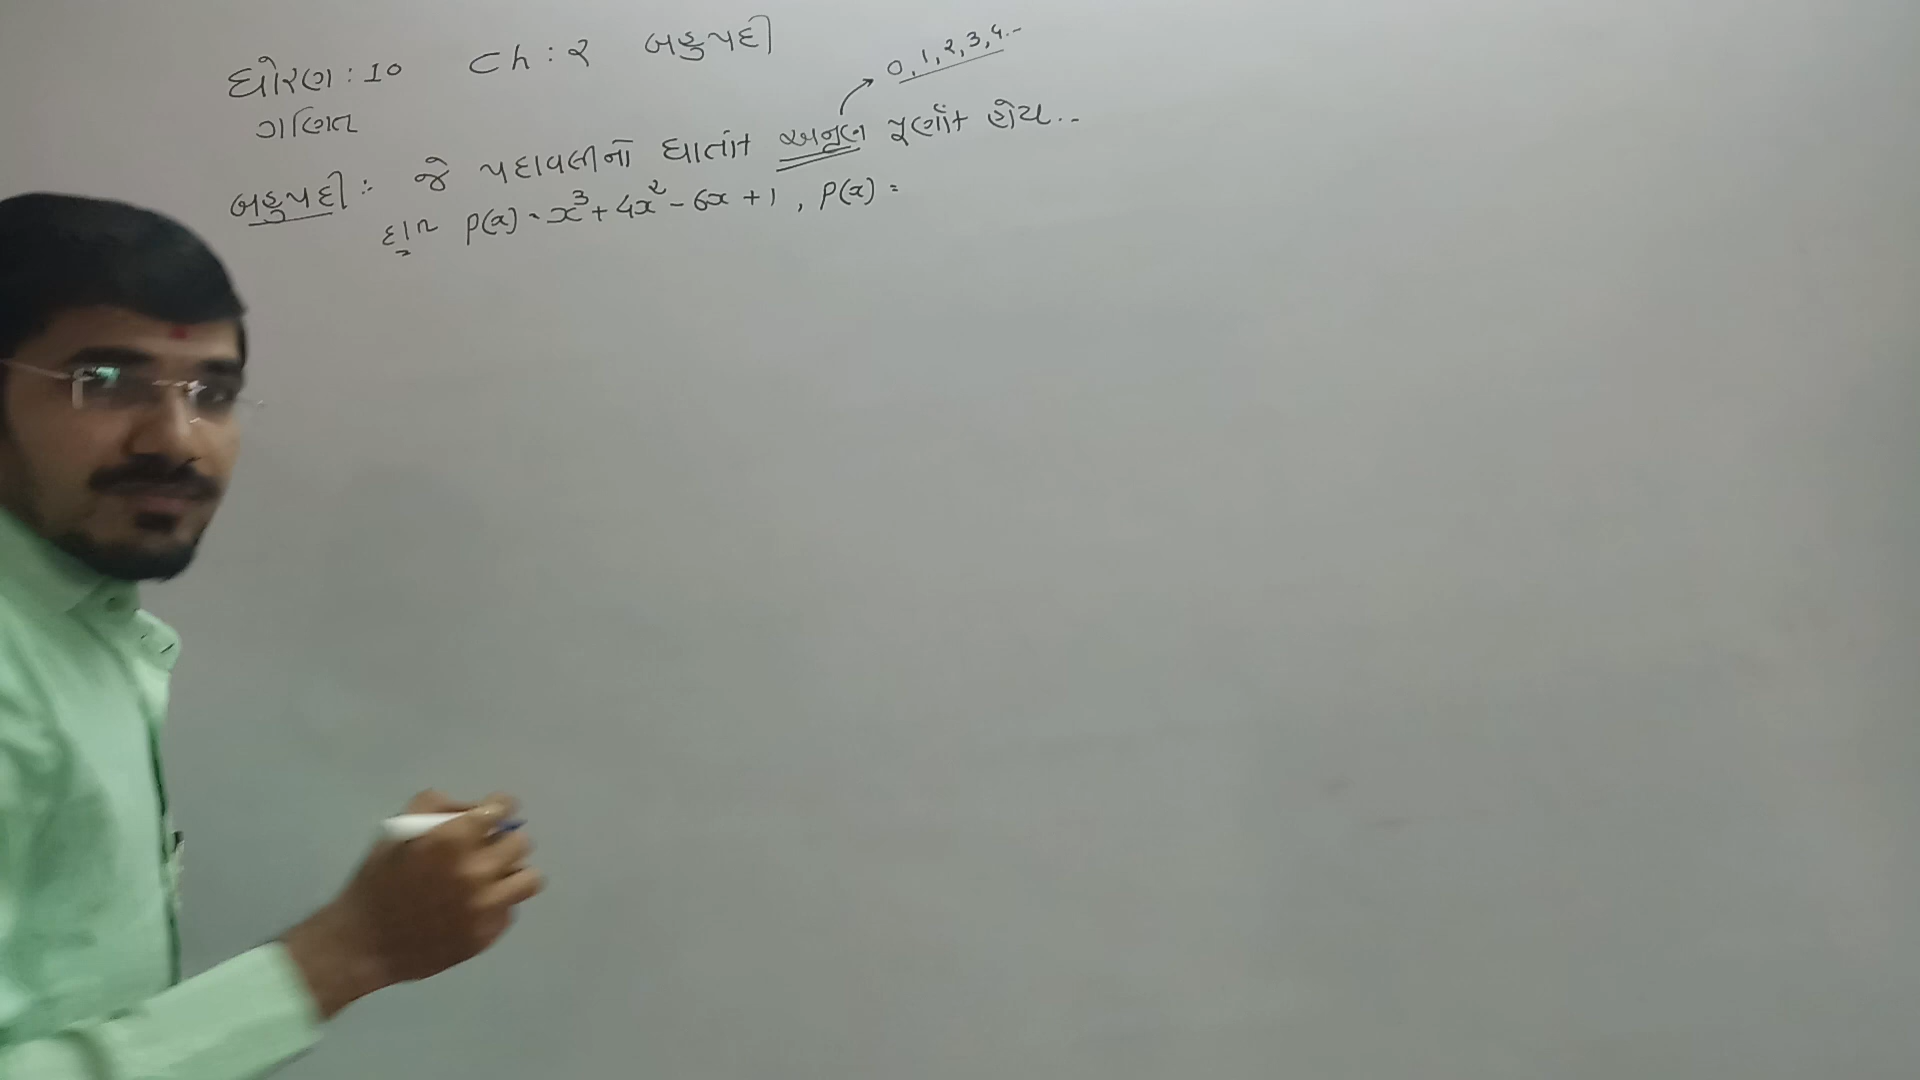 ધોરણ : 10 Ch : ૨ બહુપદી
ગણિત
0, 1, 2, 3, 4..-
બહુપદી :- જે પદાવલીનો ઘાતાંક અનૃણ પૂર્ણાંક હોય..
દા.ત P(x) = x³ + 4x² - 6x + 1 , P(x) =